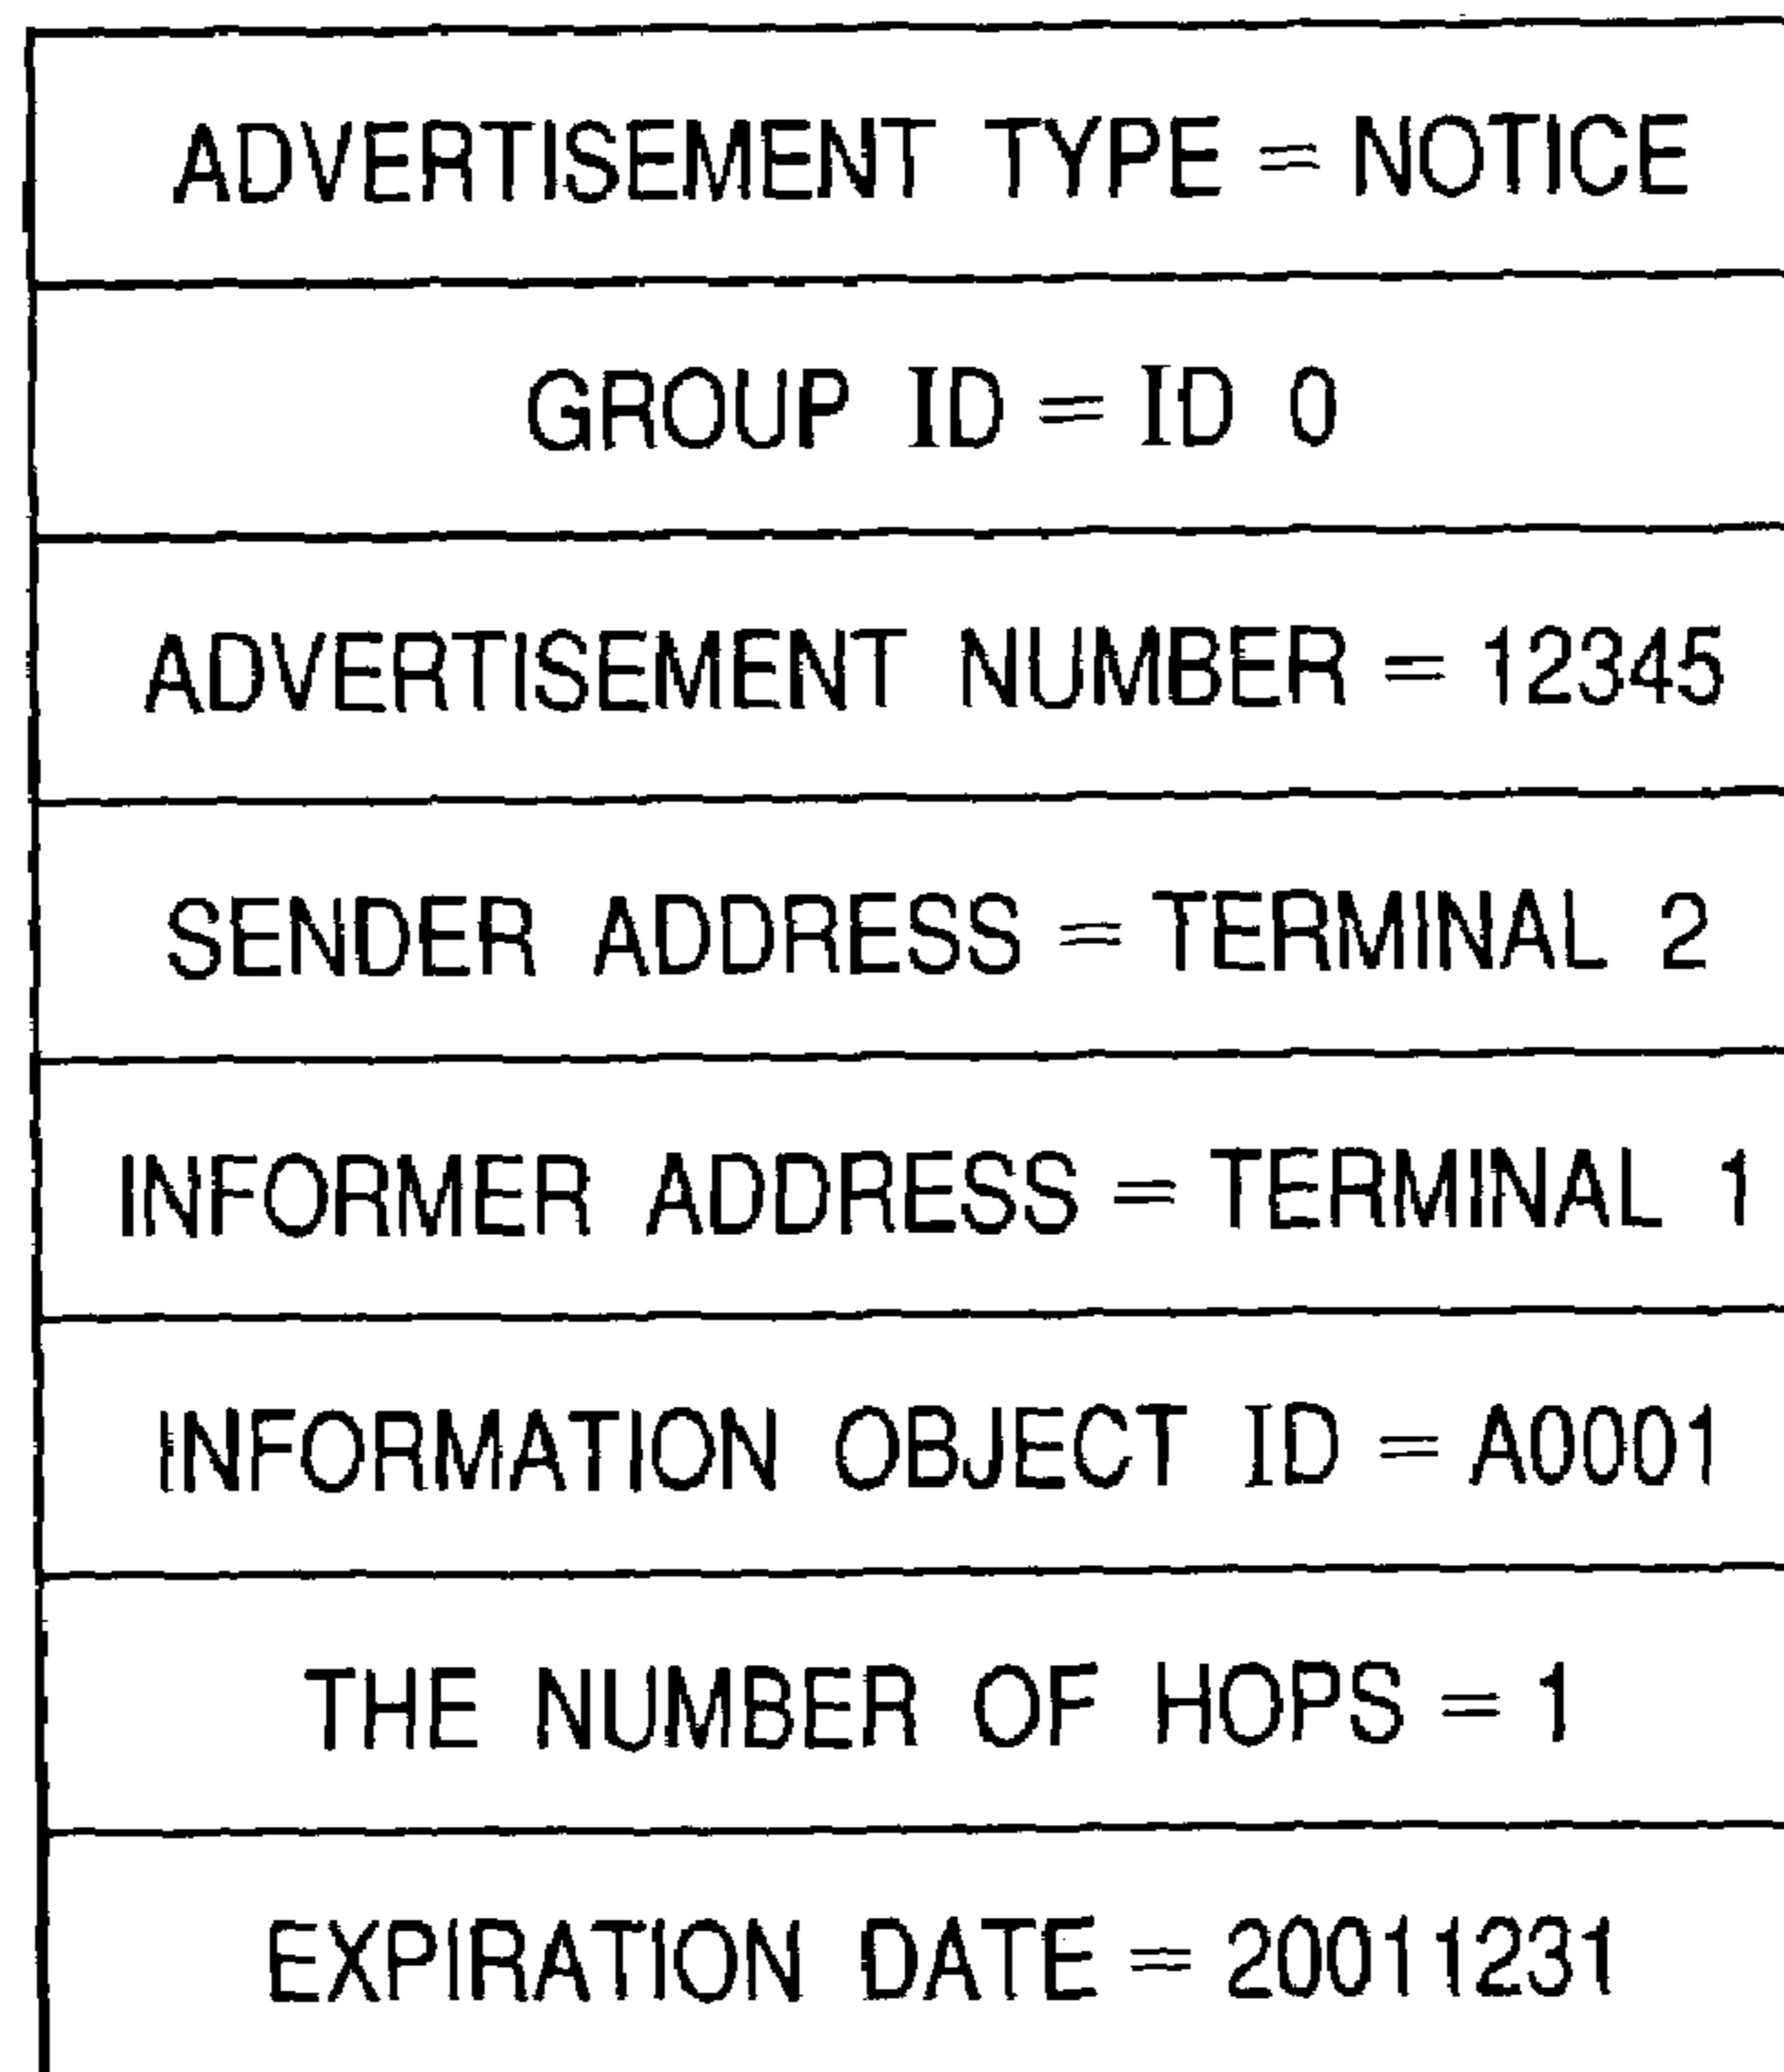 ADVERTISEMENT TYPE = NOTICE
GROUP ID = ID 0
ADVERTISEMENT NUMBER = 12345
SENDER ADDRESS = TERMINAL 2
INFORMER ADDRESS = TERMINAL 1
INFORMATION OBJECT ID = A0001
THE NUMBER OF HOPS = 1
EXPIRATION DATE = 20011231